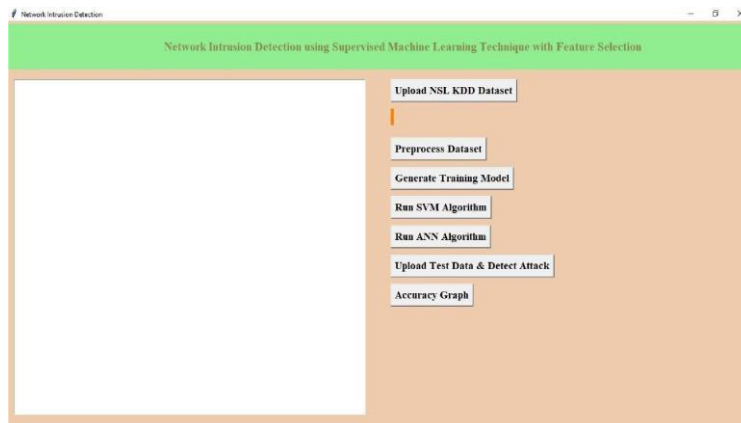 Network Intrusion Detection
Network Intrusion Detection using Supervised Machine Learning Technique with Feature Selection
Upload NSL KDD Dataset
Preprocess Dataset
Generate Training Model
Run SVM Algorithm
Run ANN Algorithm
Upload Test Data & Detect Attack
Accuracy Graph